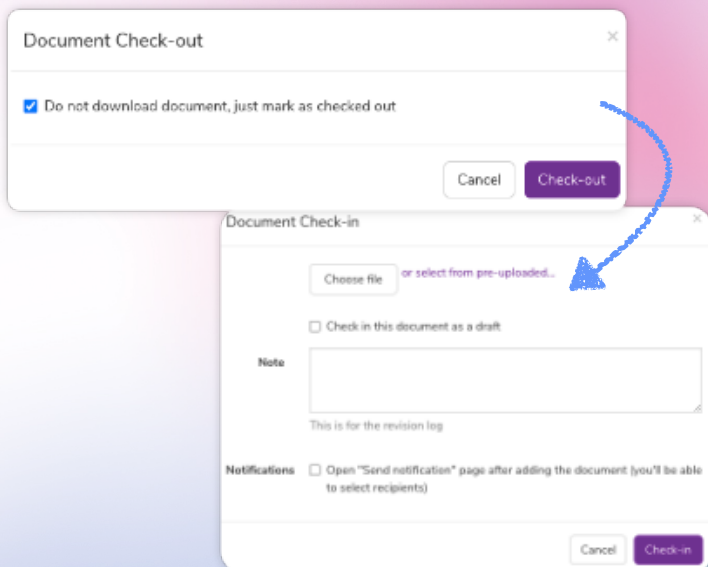 Document Check-out
×
Do not download document, just mark as checked out
Cancel
Check-out
Document Check-in
×
Choose file
or select from pre-uploaded...
Check in this document as a draft
Note
This is for the revision log
Notifications
Open "Send notification" page after adding the document (you'll be able
to select recipients)
Cancel
Check-in